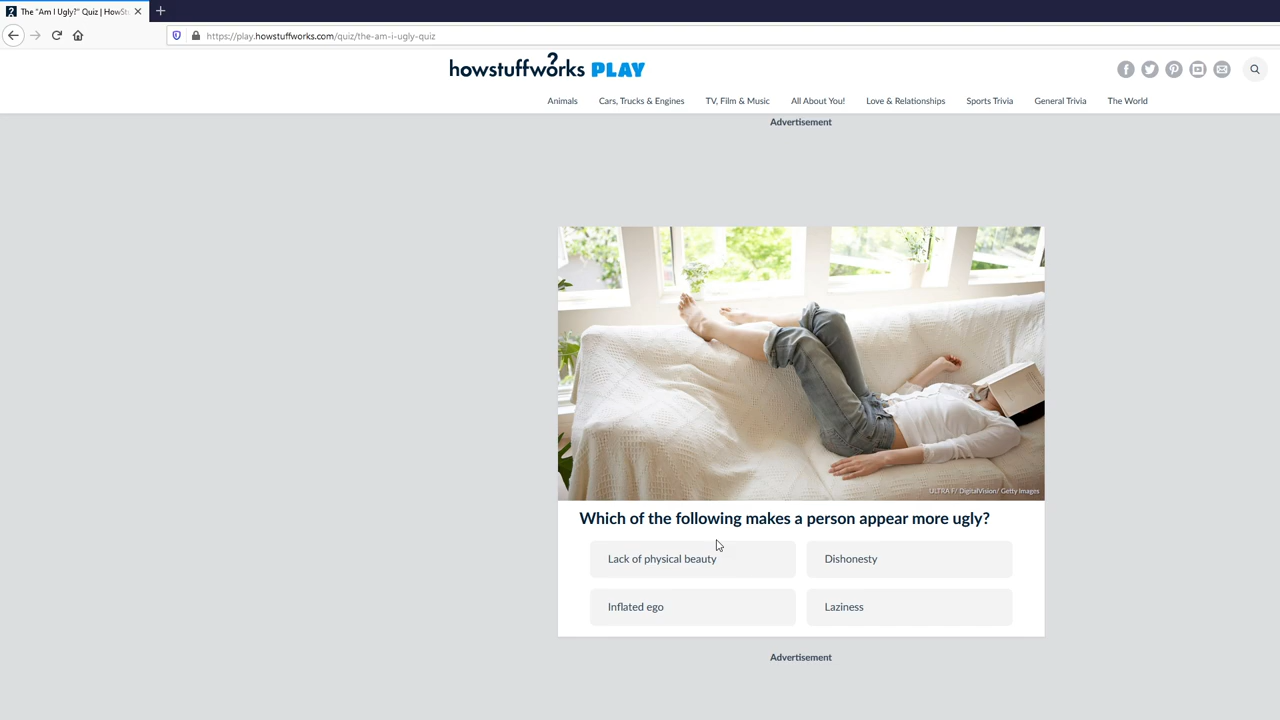 The "Am I Ugly?" Quiz | HowSt
https://play.howstuffworks.com/quiz/the-am-i-ugly-quiz
howstuffworks PLAY
Animals Cars, Trucks & Engines TV, Film & Music All About You! Love & Relationships Sports Trivia General Trivia The World
Advertisement
ULTRA F/ DigitalVision/ Getty Images
Which of the following makes a person appear more ugly?
Lack of physical beauty Dishonesty
Inflated ego Laziness
Advertisement